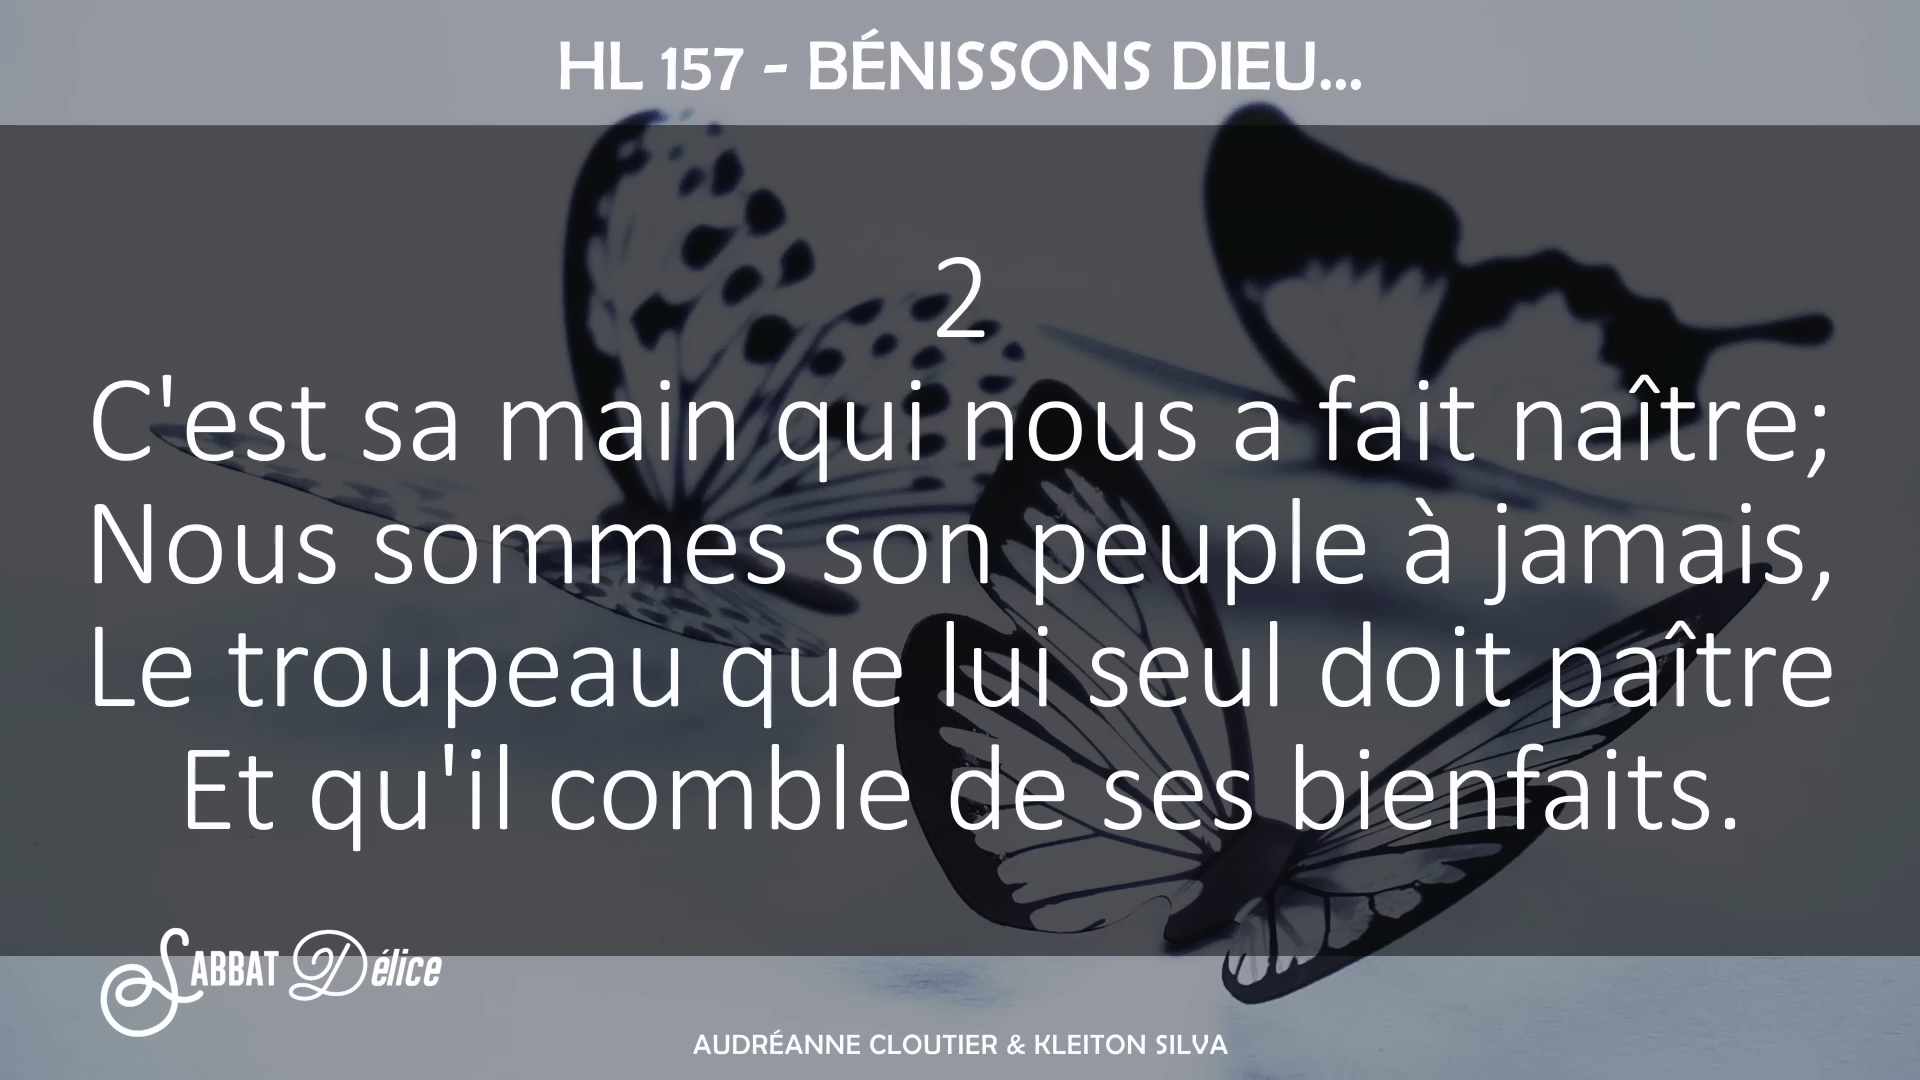 HL 157 - BÉNISSONS DIEU...
2
C'est sa main qui nous a fait naître;
Nous sommes son peuple à jamais,
Le troupeau que lui seul doit paître
Et qu'il comble de ses bienfaits.
SABBAT Délice
AUDRÉANNE CLOUTIER & KLEITON SILVA